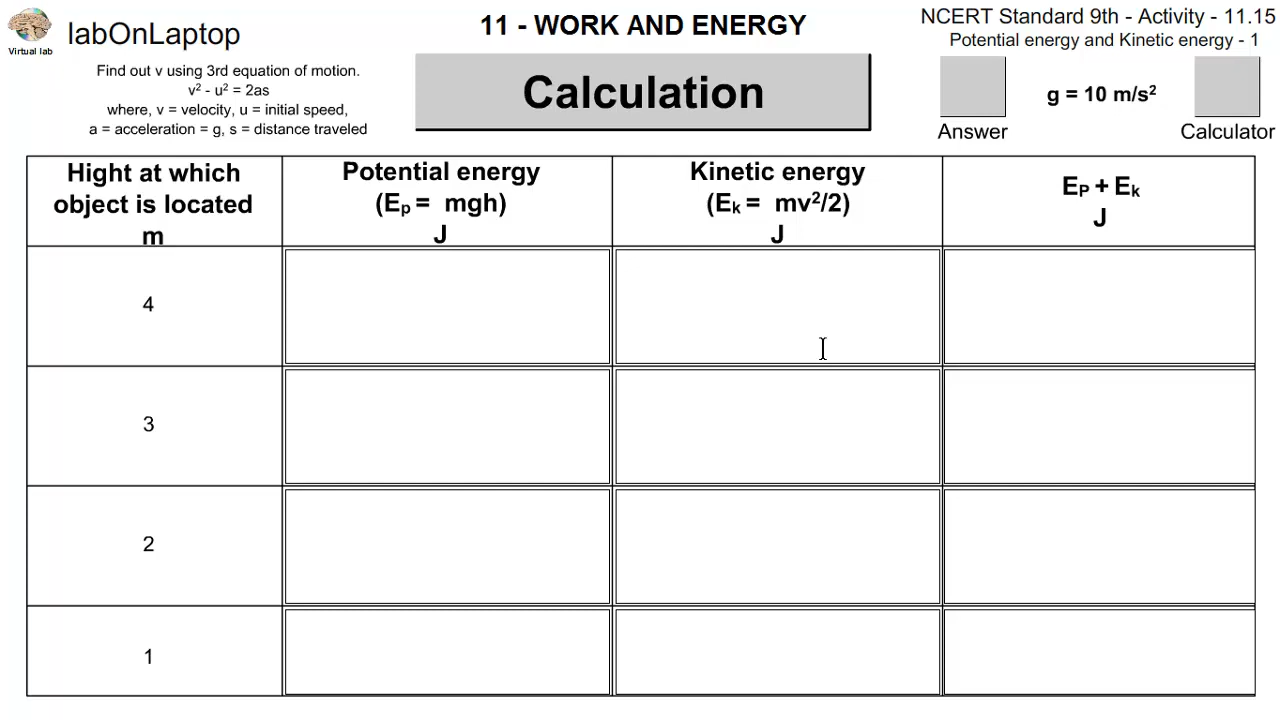 labOnLaptop
Virtual lab
11 - WORK AND ENERGY
NCERT Standard 9th - Activity - 11.15
Potential energy and Kinetic energy - 1
Find out v using 3rd equation of motion.
v² - u² = 2as
where, v = velocity, u = initial speed,
a = acceleration = g, s = distance traveled
Calculation
Answer
g = 10 m/s²
Calculator
Hight at which
object is located
m
Potential energy
(Eₚ = mgh)
J
Kinetic energy
(Eₖ = mv²/2)
J
E_P + Eₖ
J
4
3
2
1